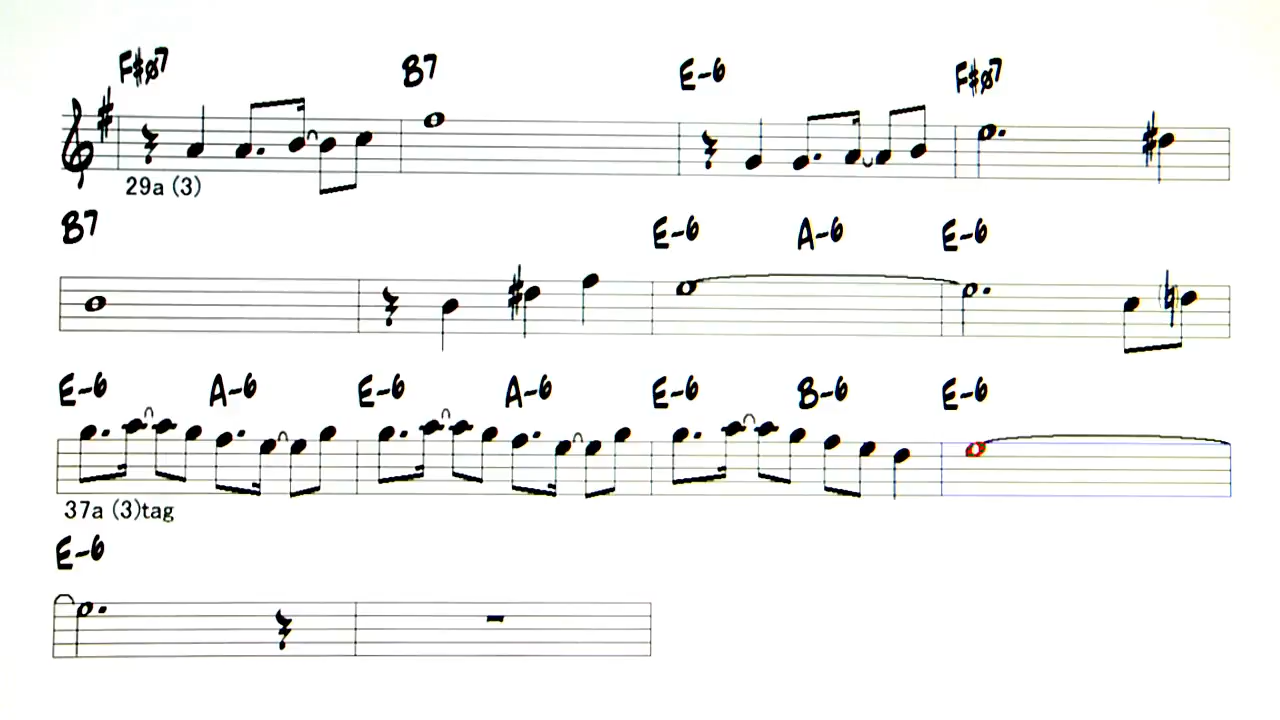 F#ø7 B7 E-6 F#ø7
29a (3)
B7 E-6 A-6 E-6
E-6 A-6 E-6 A-6 E-6 B-6 E-6
37a (3)tag
E-6